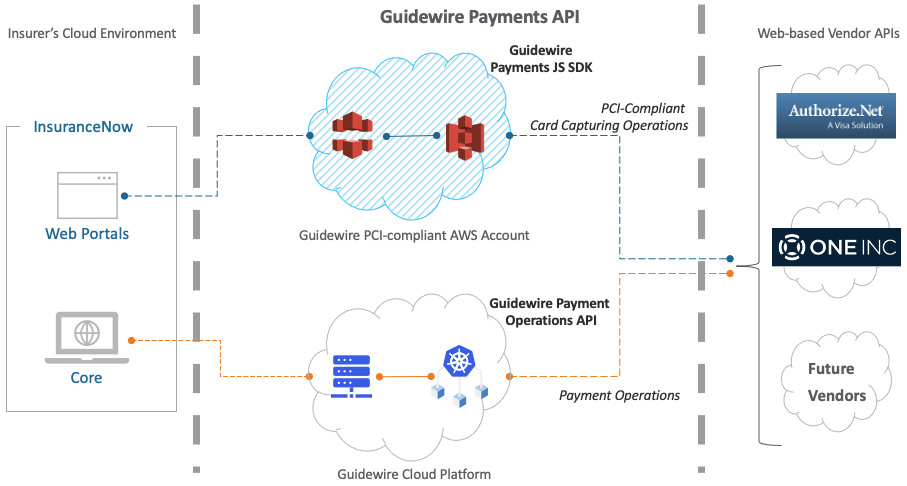 Guidewire Payments API
Insurer's Cloud Environment
Web-based Vendor APIs
Guidewire
Payments JS SDK
PCI-Compliant
Card Capturing Operations
Authorize.Net
A Visa Solution
InsuranceNow
Web Portals
Guidewire PCI-compliant AWS Account
ONE INC
Guidewire Payment
Operations API
Core
Payment Operations
Future
Vendors
Guidewire Cloud Platform